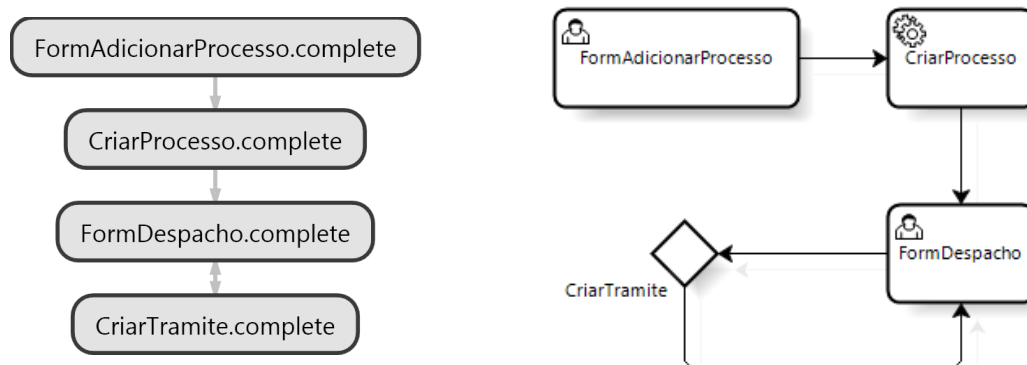 FormAdicionarProcesso.complete
CriarProcesso.complete
FormDespacho.complete
CriarTramite.complete
FormAdicionarProcesso
CriarProcesso
FormDespacho
CriarTramite